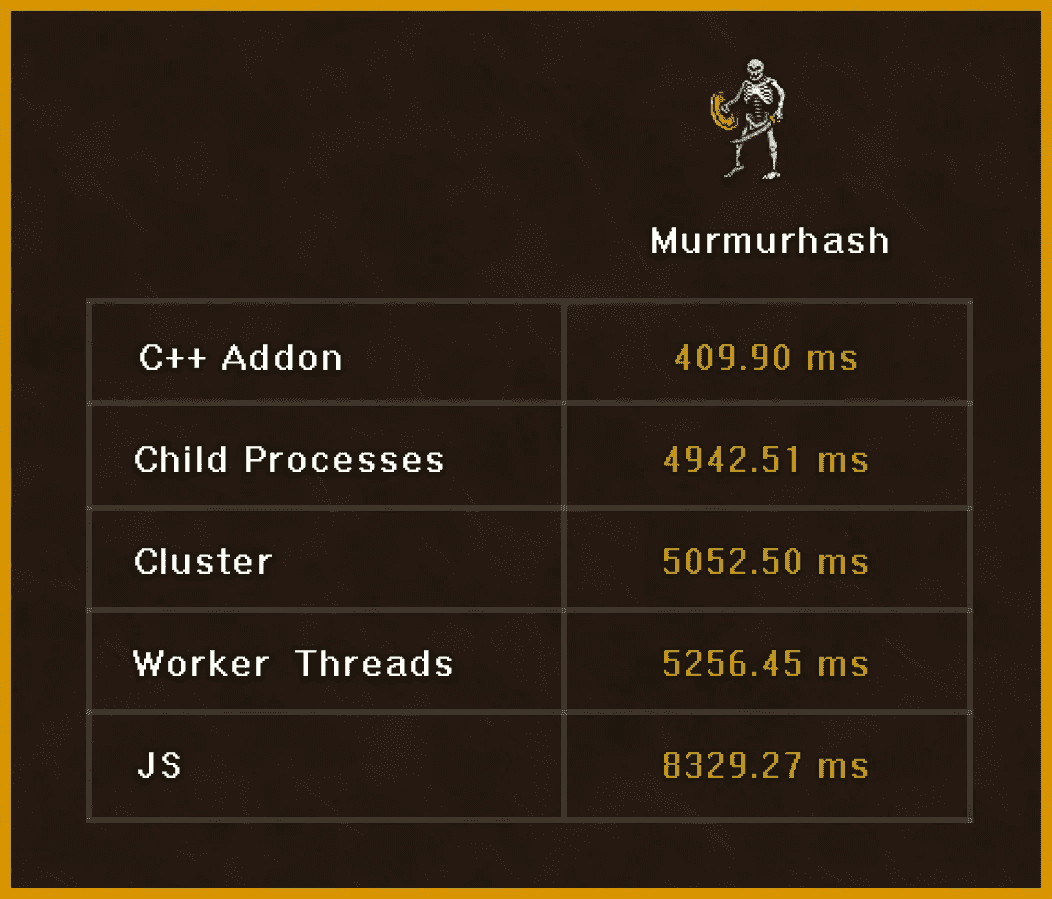 Murmurhash
C++ Addon 409.90 ms
Child Processes 4942.51 ms
Cluster 5052.50 ms
Worker Threads 5256.45 ms
JS 8329.27 ms